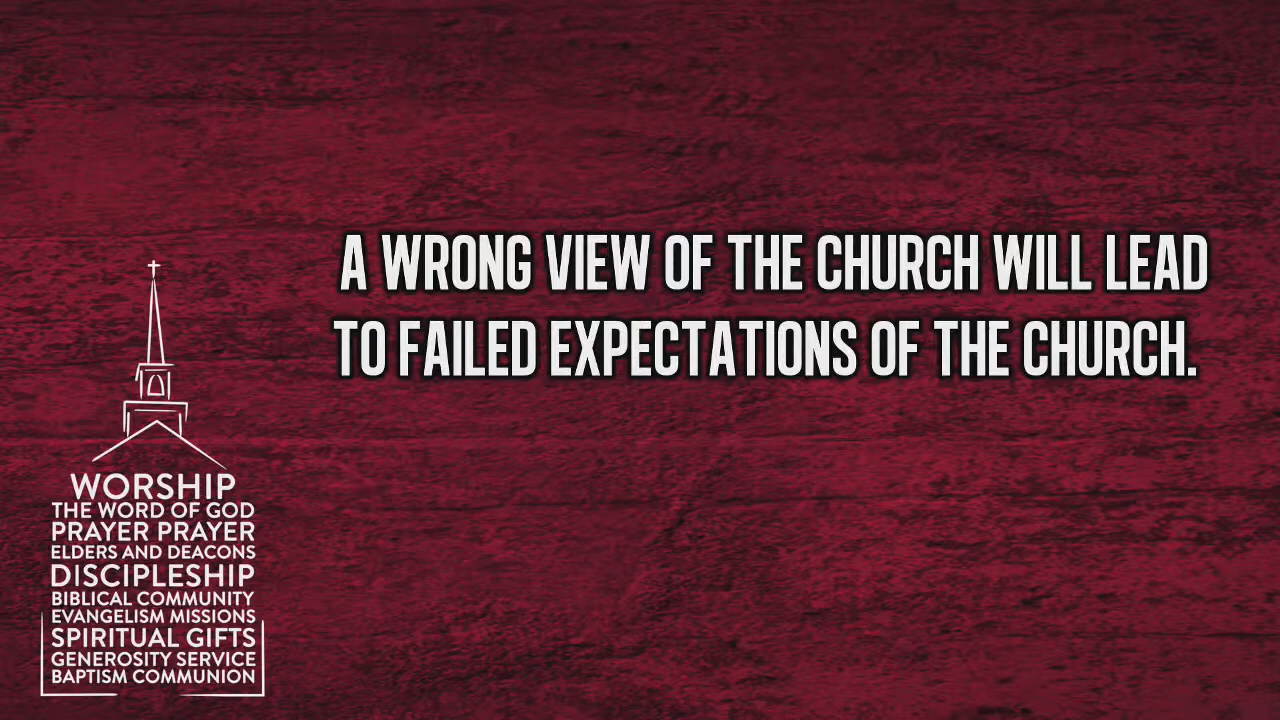 A WRONG VIEW OF THE CHURCH WILL LEAD
TO FAILED EXPECTATIONS OF THE CHURCH.
WORSHIP
THE WORD OF GOD
PRAYER PRAYER
ELDERS AND DEACONS
DISCIPLESHIP
BIBLICAL COMMUNITY
EVANGELISM MISSIONS
SPIRITUAL GIFTS
GENEROSITY SERVICE
BAPTISM COMMUNION